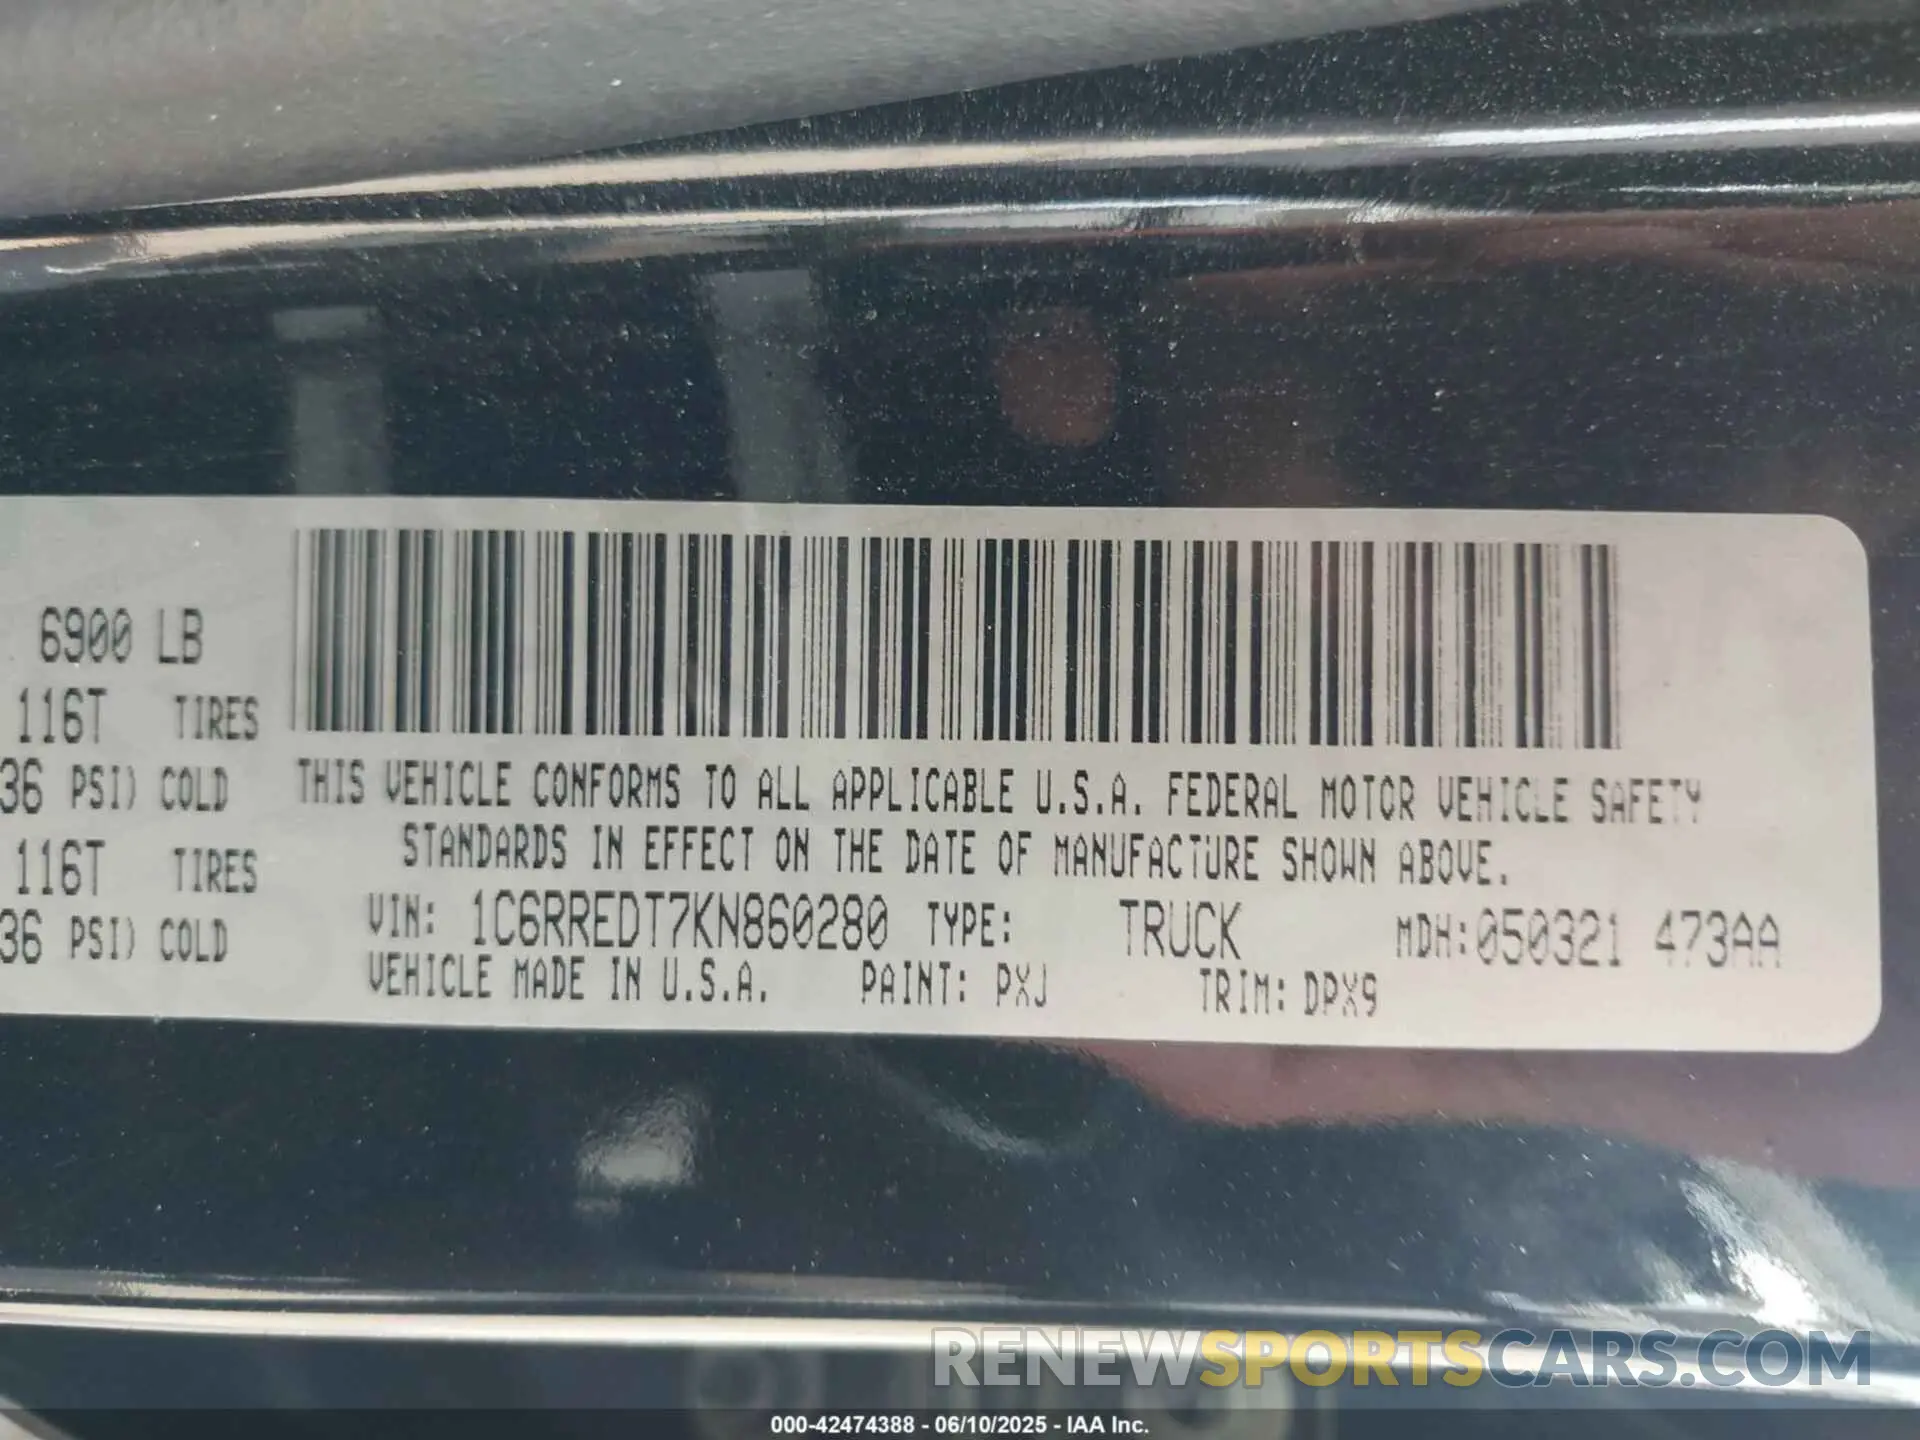 6900 LB
116T TIRES
36 PSI) COLD
116T TIRES
36 PSI) COLD
THIS VEHICLE CONFORMS TO ALL APPLICABLE U.S.A. FEDERAL MOTOR VEHICLE SAFETY
STANDARDS IN EFFECT ON THE DATE OF MANUFACTURE SHOWN ABOVE.
VIN: 1C6RREDT7KN860280 TYPE: TRUCK MDH:050321 473AA
VEHICLE MADE IN U.S.A. PAINT: PXJ TRIM: DPX9
RENEWSPORTSCARS.COM
000-42474388 - 06/10/2025 - IAA Inc.